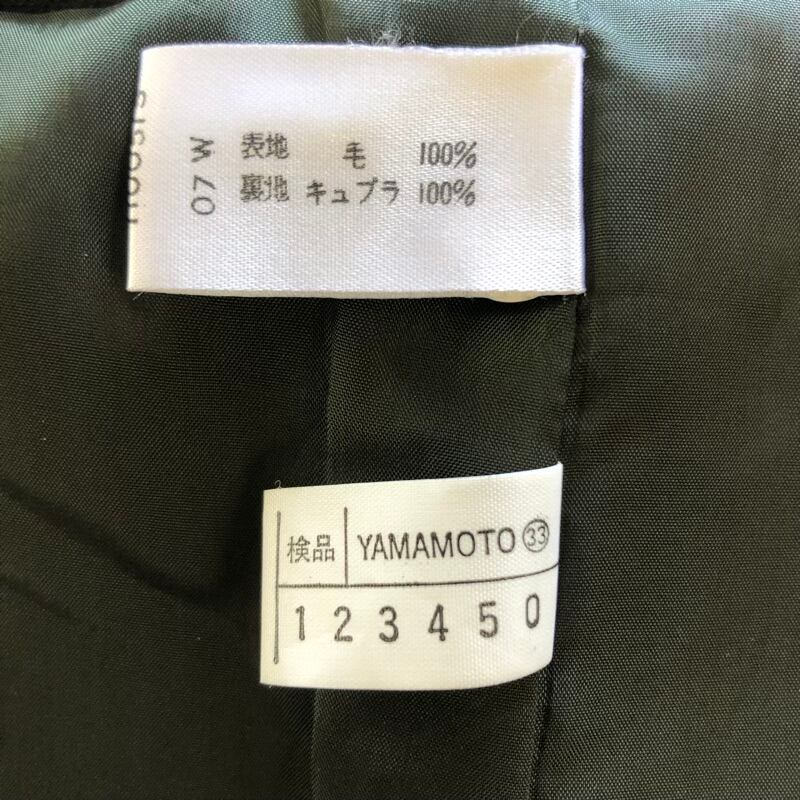 07 W
表地 毛 100%
裏地 キュプラ 100%
検品 YAMAMOTO ㉝
1 2 3 4 5 0